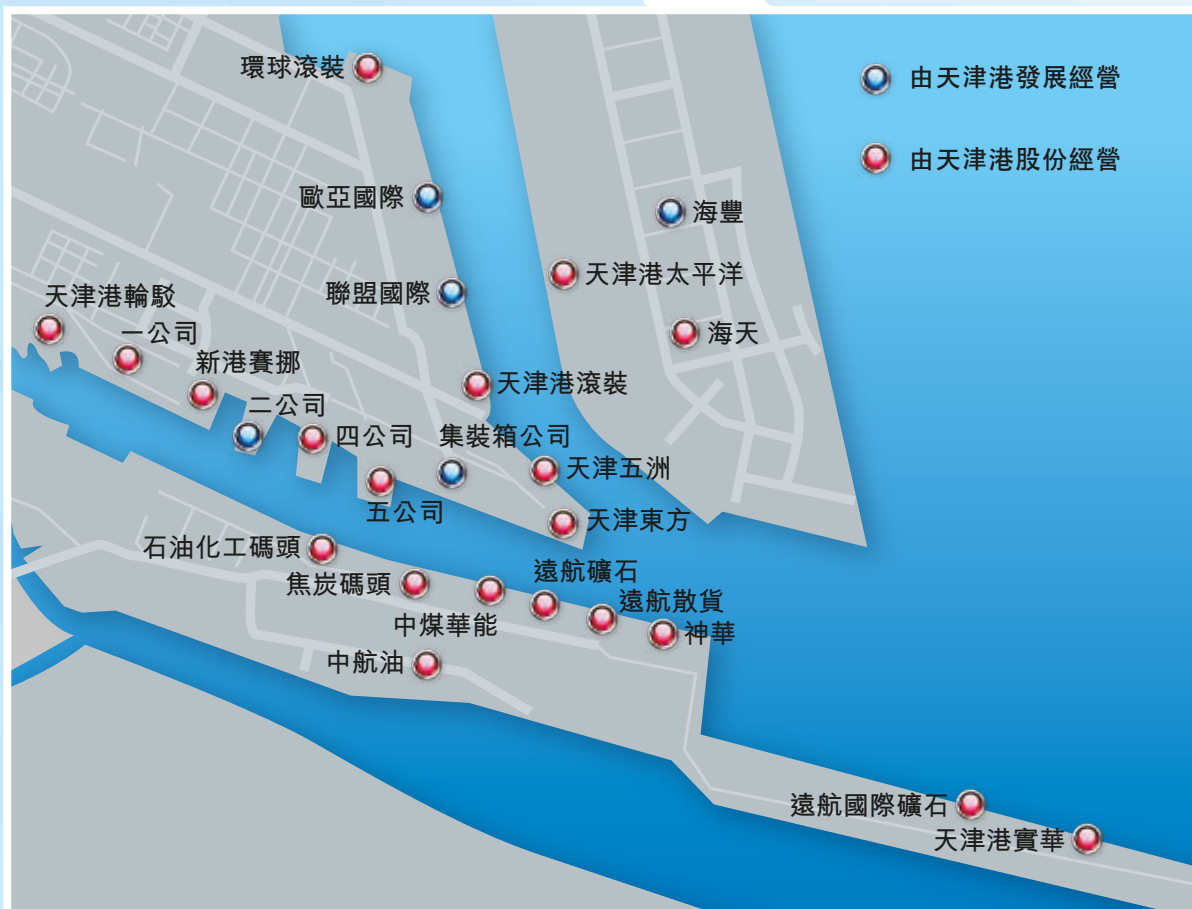 環球滾裝
由天津港發展經營
由天津港股份經營
歐亞國際
海豐
天津港太平洋
聯盟國際
天津港輪駁
一公司
海天
新港賽挪
天津港滾裝
二公司
四公司
集裝箱公司
天津五洲
五公司
天津東方
石油化工碼頭
遠航礦石
焦炭碼頭
遠航散貨
中煤華能
神華
中航油
遠航國際礦石
天津港實華